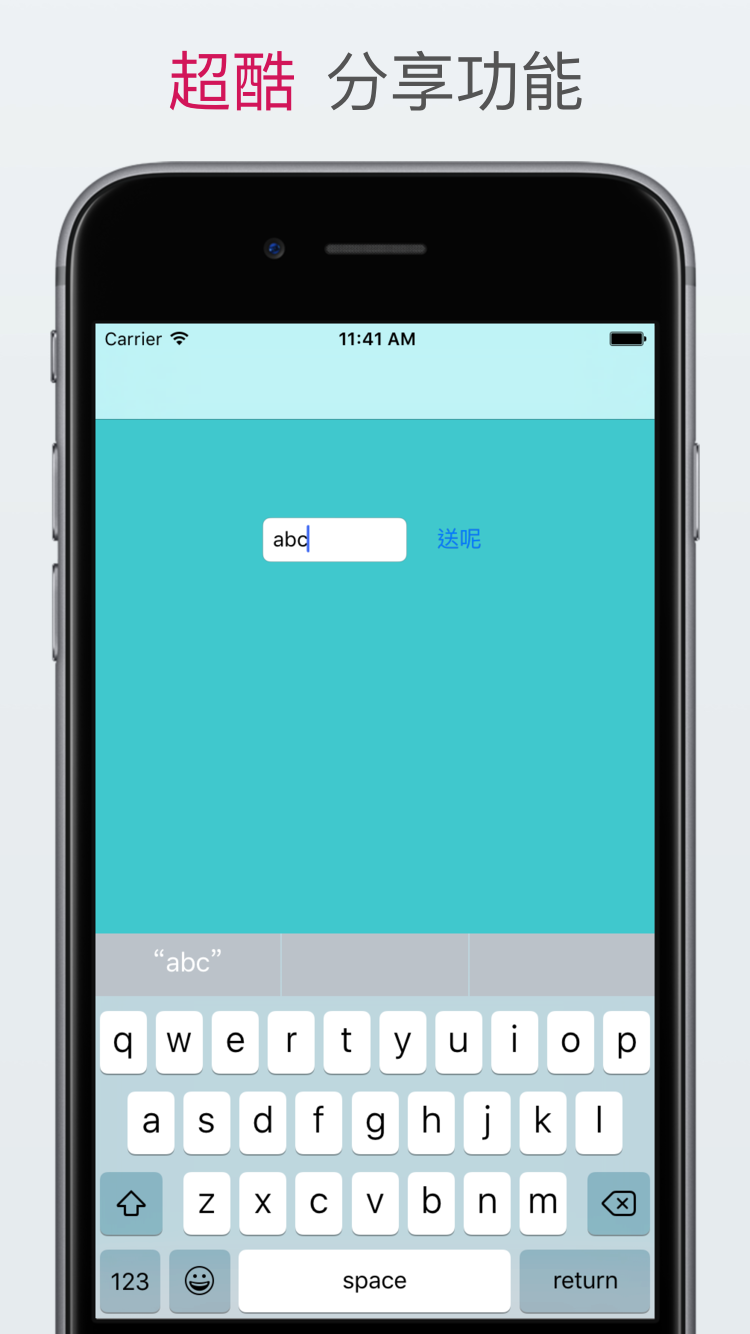 超酷 分享功能
Carrier 11:41 AM
abc 送呢
“abc”
q w e r t y u i o p
a s d f g h j k l
z x c v b n m
123 space return